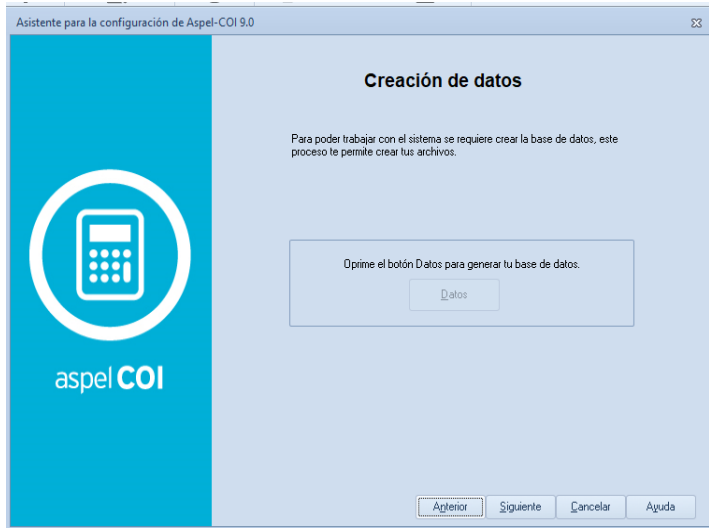 Asistente para la configuración de Aspel-COI 9.0
Creación de datos
Para poder trabajar con el sistema se requiere crear la base de datos, este
proceso te permite crear tus archivos.
Oprime el botón Datos para generar tu base de datos.
Datos
aspel COI
Anterior
Siguiente
Cancelar
Ayuda